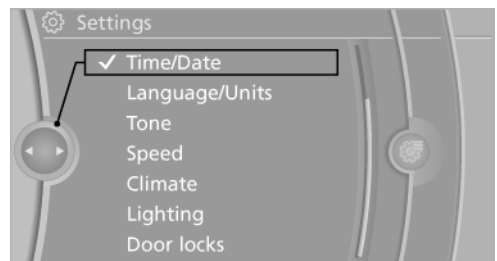 Settings
Time/Date
Language/Units
Tone
Speed
Climate
Lighting
Door locks